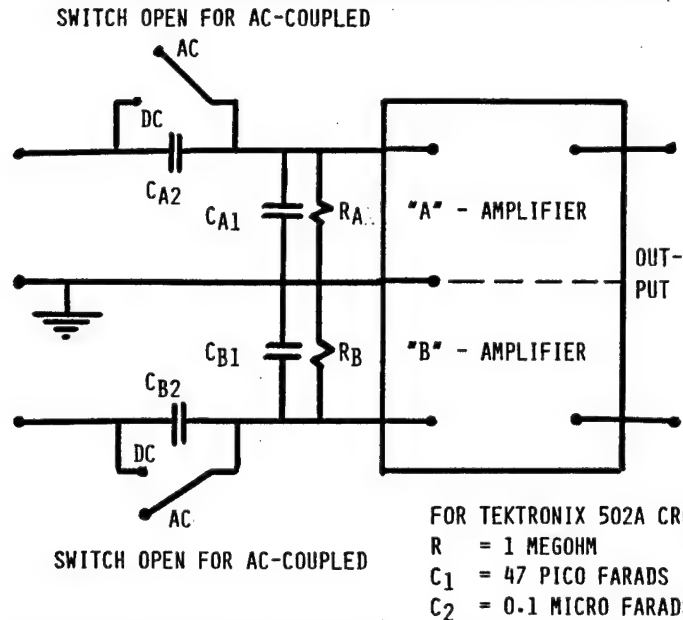 SWITCH OPEN FOR AC-COUPLED
AC
DC
CA2
CA1
RA
"A" - AMPLIFIER
OUT-
PUT
CB1
RB
"B" - AMPLIFIER
CB2
DC
AC
SWITCH OPEN FOR AC-COUPLED
FOR TEKTRONIX 502A CR
R = 1 MEGOHM
C1 = 47 PICO FARADS
C2 = 0.1 MICRO FARAD